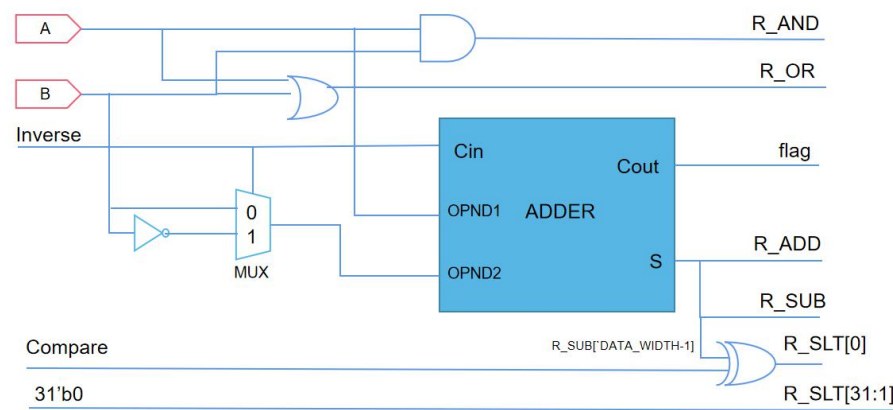 A
R_AND
R_OR
B
Inverse
Cin
Cout
flag
OPND1
ADDER
0
1
MUX
OPND2
S
R_ADD
R_SUB
R_SUB[`DATA_WIDTH-1]
R_SLT[0]
Compare
31'b0
R_SLT[31:1]